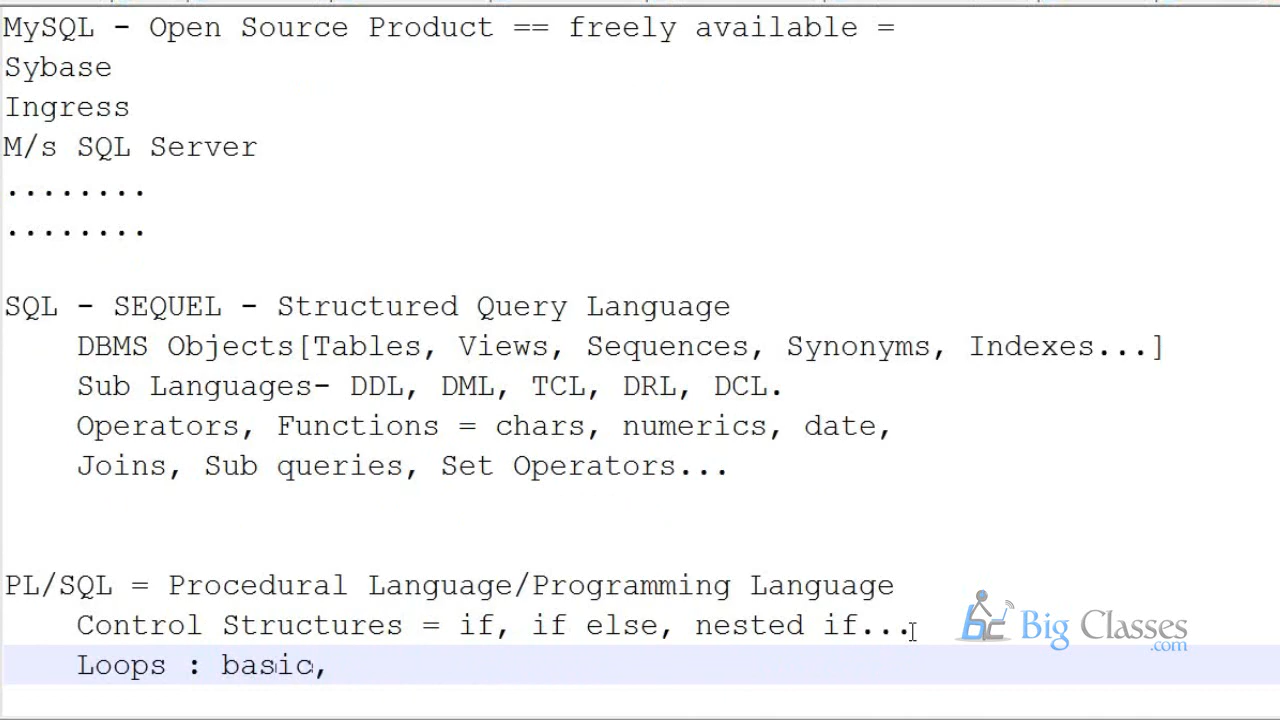 MySQL - Open Source Product == freely available =
Sybase
Ingress
M/s SQL Server
........
........
SQL - SEQUEL - Structured Query Language
DBMS Objects[Tables, Views, Sequences, Synonyms, Indexes...]
Sub Languages- DDL, DML, TCL, DRL, DCL.
Operators, Functions = chars, numerics, date,
Joins, Sub queries, Set Operators...
PL/SQL = Procedural Language/Programming Language
Control Structures = if, if else, nested if...
Loops : basic,
Big Classes
.com